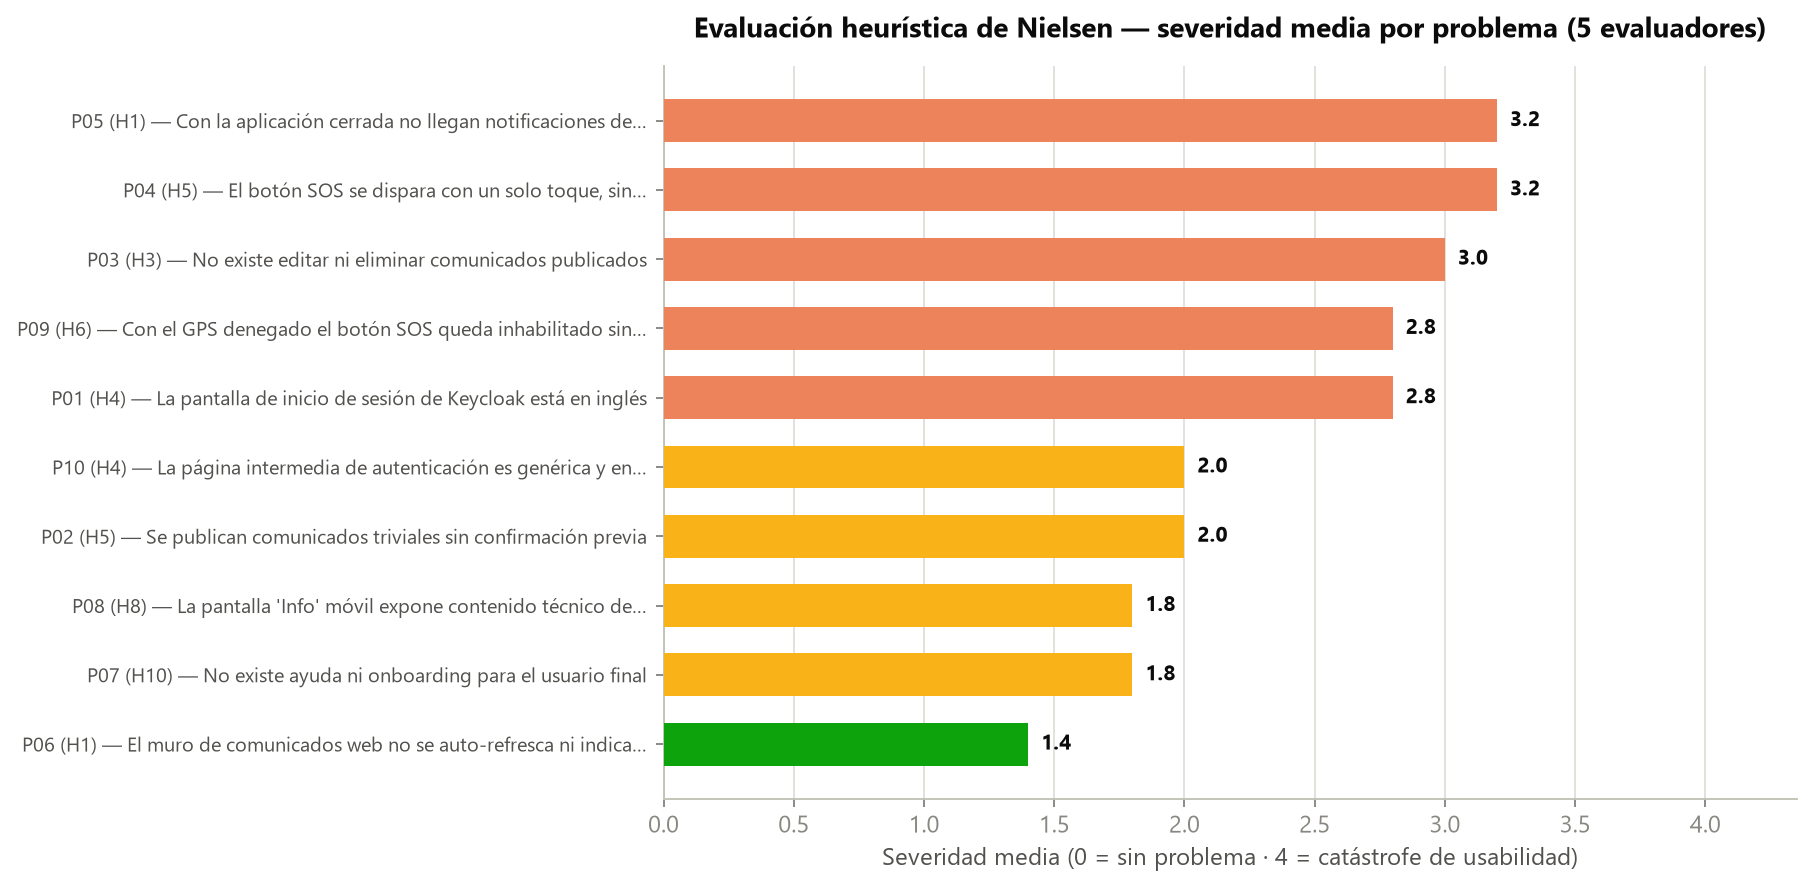 Evaluación heurística de Nielsen — severidad media por problema (5 evaluadores)
P05 (H1) — Con la aplicación cerrada no llegan notificaciones de… 3.2
P04 (H5) — El botón SOS se dispara con un solo toque, sin… 3.2
P03 (H3) — No existe editar ni eliminar comunicados publicados 3.0
P09 (H6) — Con el GPS denegado el botón SOS queda inhabilitado sin… 2.8
P01 (H4) — La pantalla de inicio de sesión de Keycloak está en inglés 2.8
P10 (H4) — La página intermedia de autenticación es genérica y en… 2.0
P02 (H5) — Se publican comunicados triviales sin confirmación previa 2.0
P08 (H8) — La pantalla 'Info' móvil expone contenido técnico de… 1.8
P07 (H10) — No existe ayuda ni onboarding para el usuario final 1.8
P06 (H1) — El muro de comunicados web no se auto-refresca ni indica… 1.4
0.0 0.5 1.0 1.5 2.0 2.5 3.0 3.5 4.0
Severidad media (0 = sin problema · 4 = catástrofe de usabilidad)